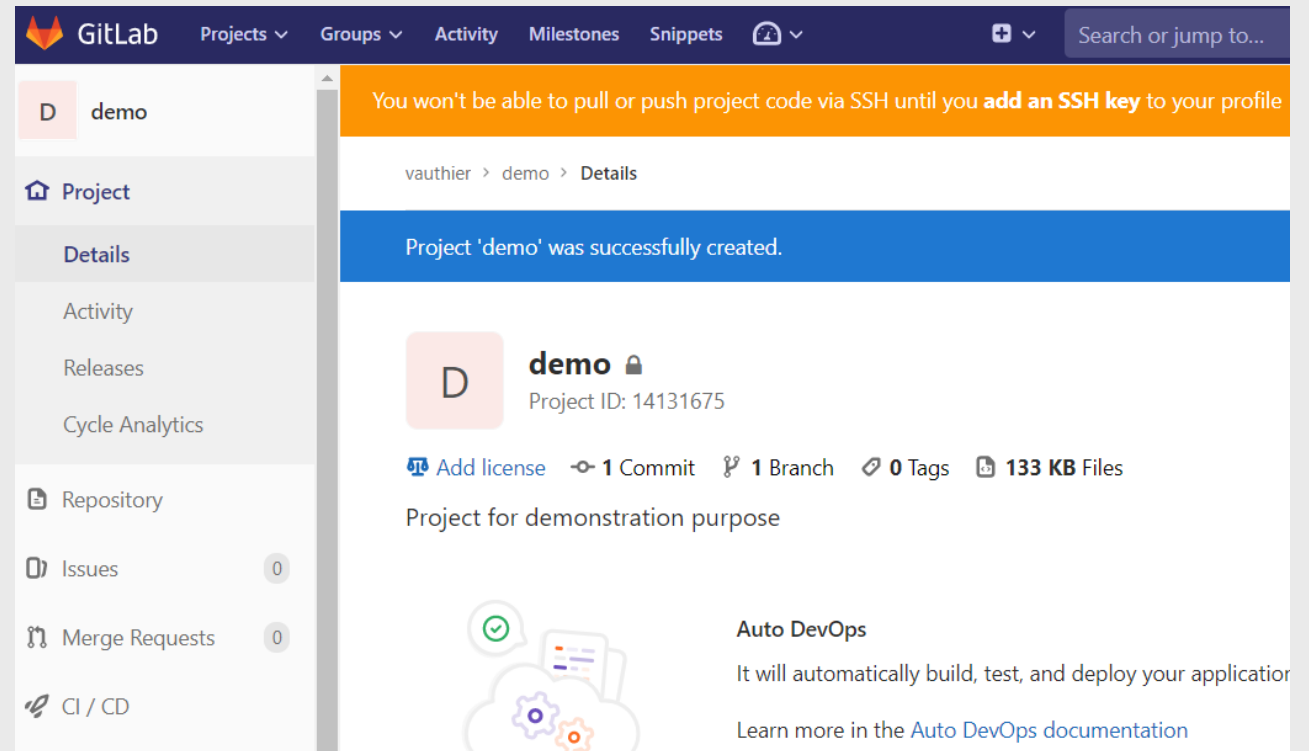 GitLab Projects Groups Activity Milestones Snippets Search or jump to...
D demo
Project
Details
Activity
Releases
Cycle Analytics
Repository
Issues 0
Merge Requests 0
CI / CD
You won't be able to pull or push project code via SSH until you add an SSH key to your profile
vauthier > demo > Details
Project 'demo' was successfully created.
D
demo
Project ID: 14131675
Add license 1 Commit 1 Branch 0 Tags 133 KB Files
Project for demonstration purpose
Auto DevOps
It will automatically build, test, and deploy your application
Learn more in the Auto DevOps documentation